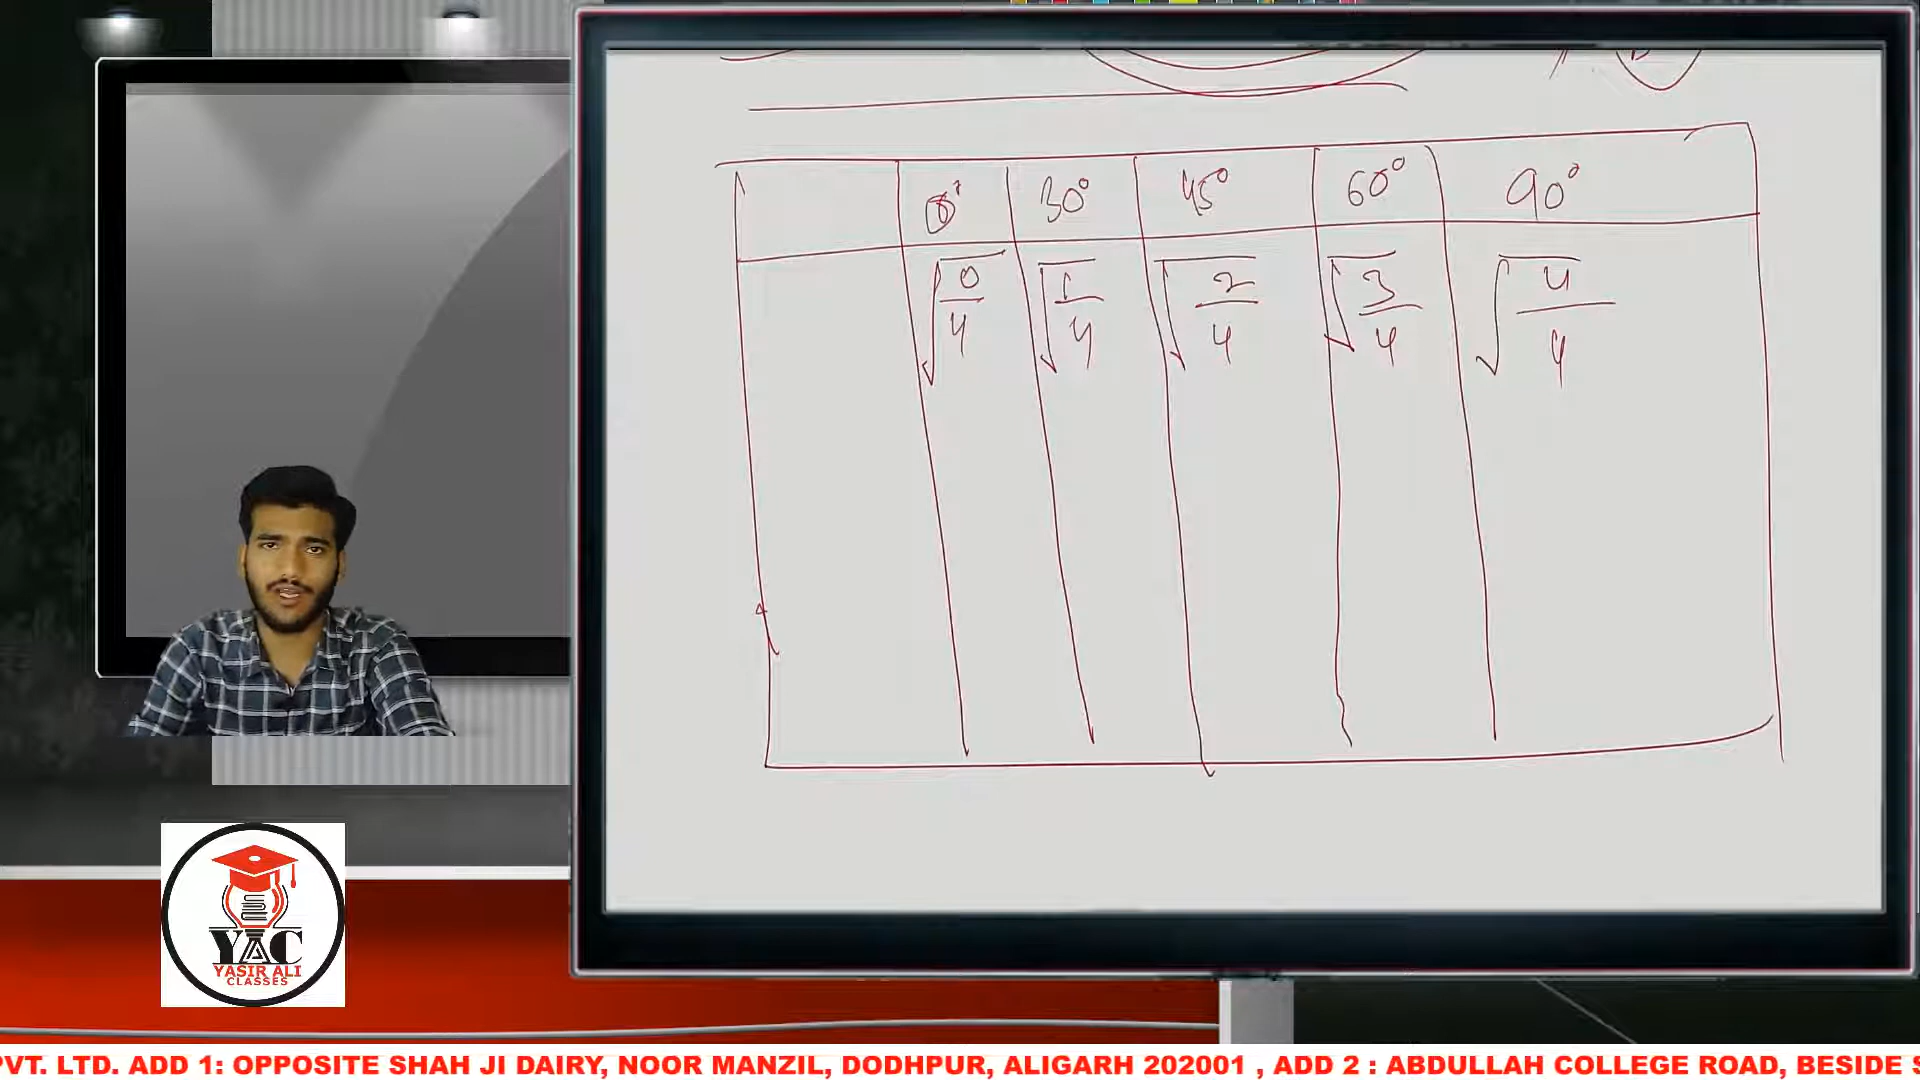 0° 30° 45° 60° 90°
√0/4 √1/4 √2/4 √3/4 √4/4
YAC
YASIR ALI
CLASSES
PVT. LTD. ADD 1: OPPOSITE SHAH JI DAIRY, NOOR MANZIL, DODHPUR, ALIGARH 202001 , ADD 2 : ABDULLAH COLLEGE ROAD, BESIDE